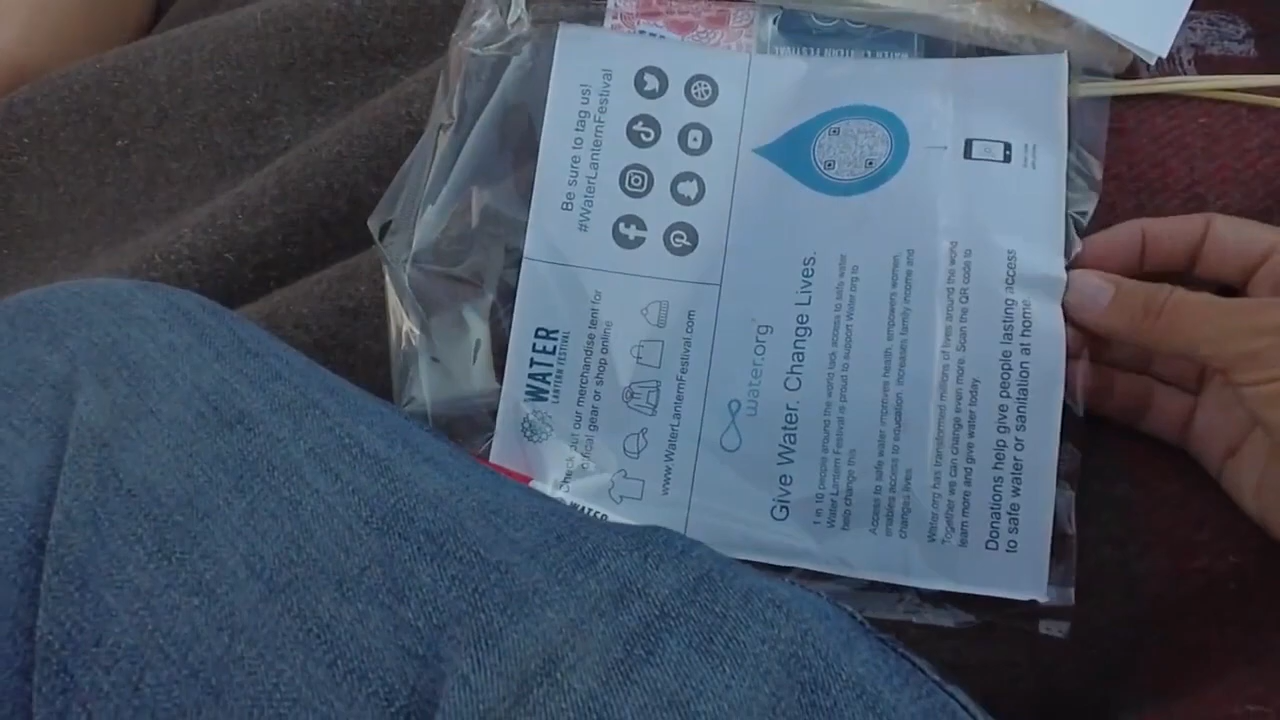 Be sure to tag us!
#WaterLanternFestival
WATER
LANTERN FESTIVAL
Check out our merchandise tent for
official gear or shop online
www.WaterLanternFestival.com
water.org
Give Water. Change Lives.
1 in 10 people around the world lack access to safe water
Water Lantern Festival is proud to support Water.org to
help change this
Access to safe water improves health, empowers women,
enables access to education, increases family income and
changes lives
Water.org has transformed millions of lives around the world
Together we can change even more. Scan the QR code to
learn more and give water today
Donations help give people lasting access
to safe water or sanitation at home.
WATER LANTERN FESTIVAL
WATER